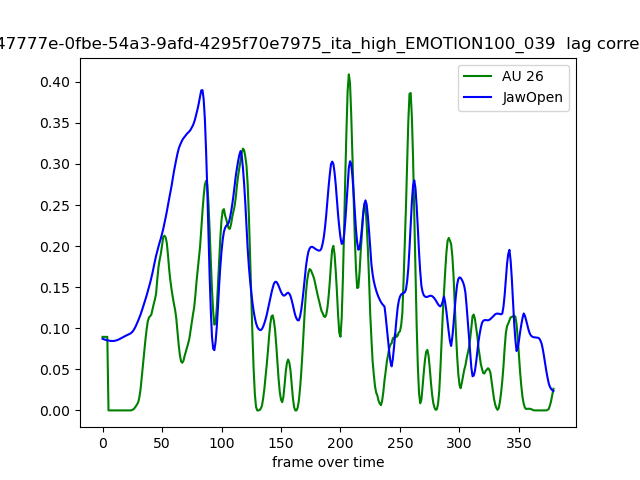 47777e-0fbe-54a3-9afd-4295f70e7975_ita_high_EMOTION100_039 lag corre
AU 26
JawOpen
0.40
0.35
0.30
0.25
0.20
0.15
0.10
0.05
0.00
0 50 100 150 200 250 300 350
frame over time